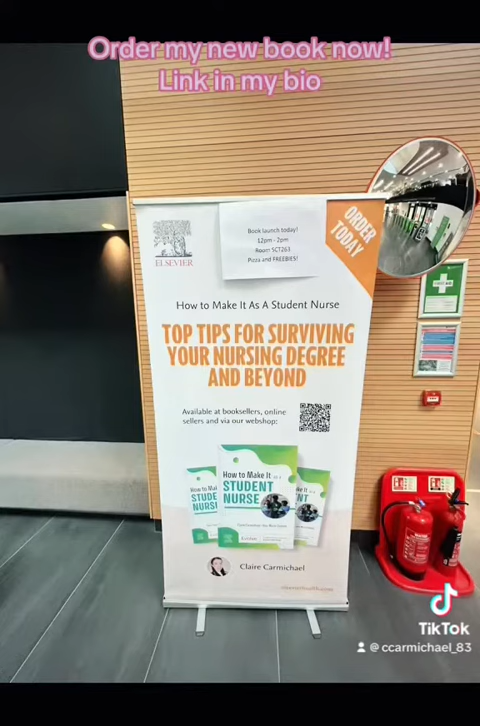 Order my new book now!
Link in my bio
ELSEVIER
Book launch today!
12pm - 2pm
Room SCT263
Pizza and FREEBIES!
ORDER
TODAY
How to Make It As A Student Nurse
TOP TIPS FOR SURVIVING
YOUR NURSING DEGREE
AND BEYOND
Available at booksellers, online
sellers and via our webshop:
How to Make It as a
STUDENT
NURSE
Claire Carmichael
TikTok
@ccarmichael_83